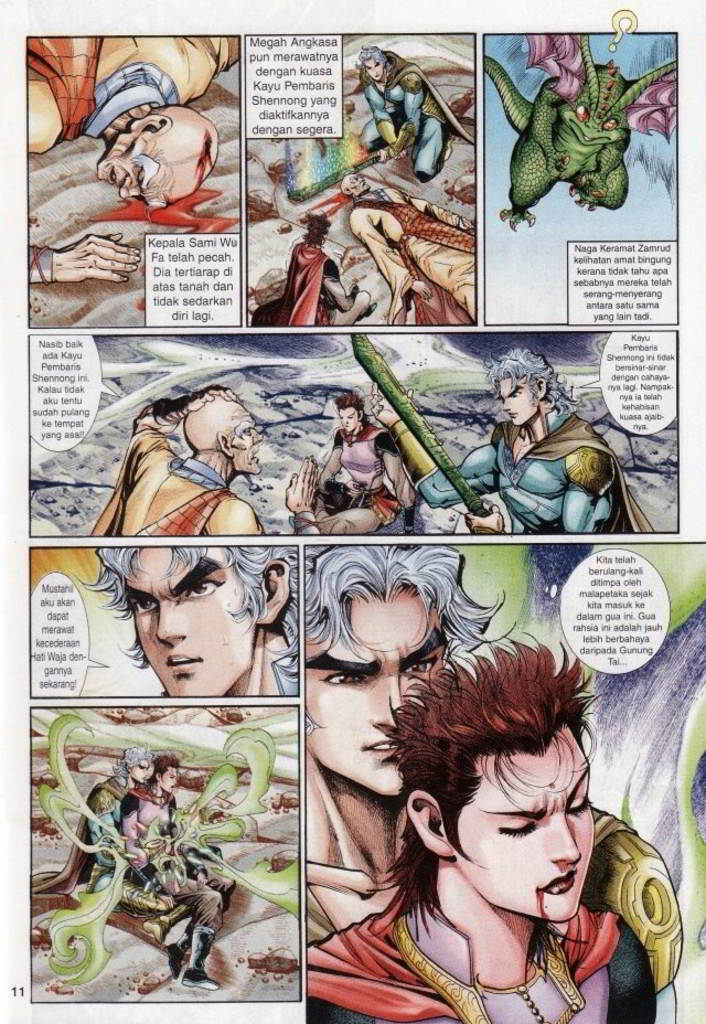 Kepala Sami Wu
Fa telah pecah.
Dia tertiarap di
atas tanah dan
tidak sedarkan
diri lagi.
Megah Angkasa
pun merawatnya
dengan kuasa
Kayu Pembaris
Shennong yang
diaktifkannya
dengan segera.
?
Naga Keramat Zamrud
kelihatan amat bingung
kerana tidak tahu apa
sebabnya mereka telah
serang-menyerang
antara satu sama
yang lain tadi.
Nasib baik
ada Kayu
Pembaris
Shennong ini.
Kalau tidak
aku tentu
sudah pulang
ke tempat
yang asal!
Kayu
Pembaris
Shennong ini tidak
bersinar-sinar
dengan cahaya-
nya lagi. Nampak-
nya ia telah
kehabisan
kuasa ajaib-
nya.
Mustahil
aku akan
dapat
merawat
kecederaan
Hati Waja den-
gannya
sekarang!
Kita telah
berulang-kali
ditimpa oleh
malapetaka sejak
kita masuk ke
dalam gua ini. Gua
rahsia ini adalah jauh
lebih berbahaya
daripada Gunung
Tai...
11